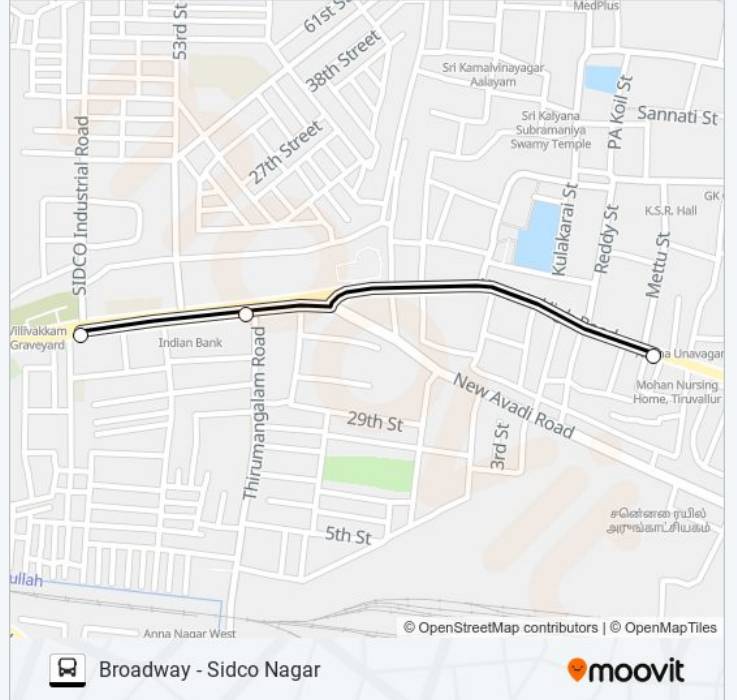 MedPlus
61st St
53rd St
38th Street
Sri Kamalvinayagar
Aalayam
PA Koil St
Sri Kalyana
Subramaniya
Swamy Temple
Sannati St
27th Street
SIDCO Industrial Road
GK
K.S.R. Hall
Kulakarai St
Reddy St
Mettu St
Villivakkam
Graveyard
Indian Bank
Unavagar
Mohan Nursing
Home, Tiruvallur
Thirumangalam Road
New Avadi Road
29th St
3rd St
சென்னை ரயில்
அருங்காட்சியகம்
5th St
ullah
Anna Nagar West
© OpenStreetMap contributors | © OpenMapTiles
Broadway - Sidco Nagar
moovit